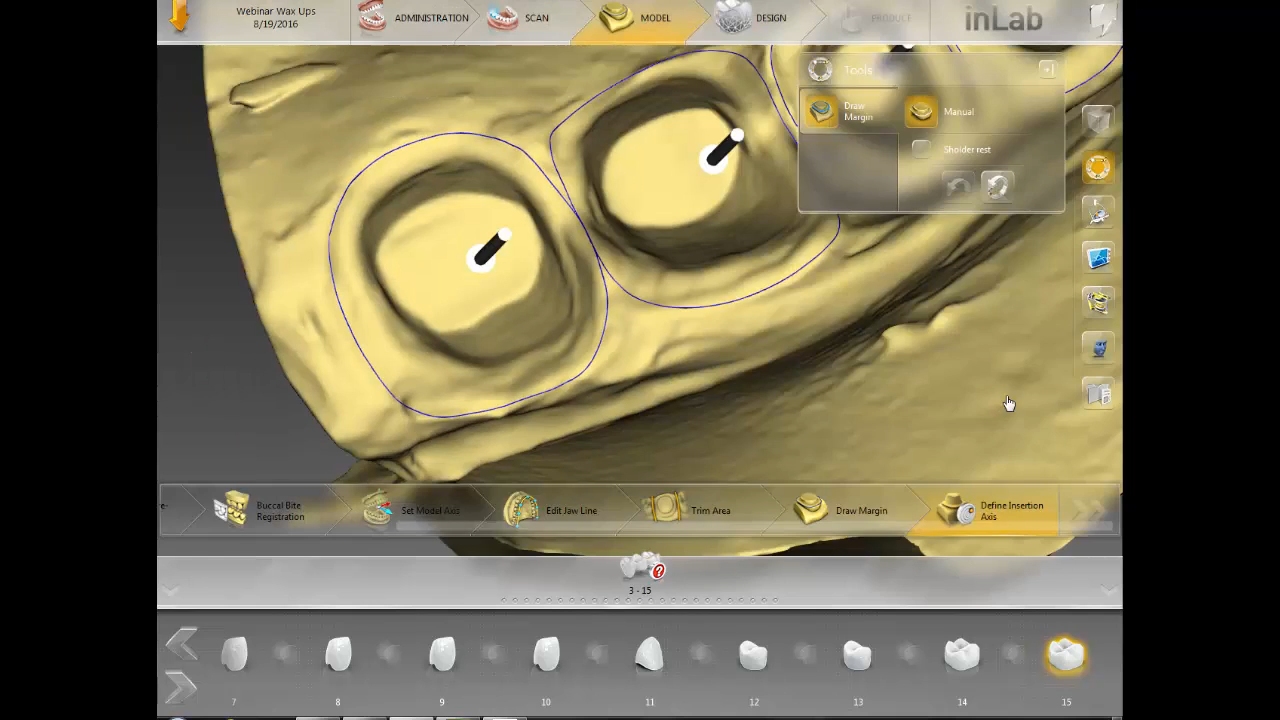 Webinar Wax Ups
8/19/2016
ADMINISTRATION
SCAN
MODEL
DESIGN
PRODUCE
inLab
Tools
Draw
Margin
Manual
Sholder rest
Buccal Bite
Registration
Set Model Axis
Edit Jaw Line
Trim Area
Draw Margin
Define Insertion
Axis
3 - 15
7
8
9
10
11
12
13
14
15